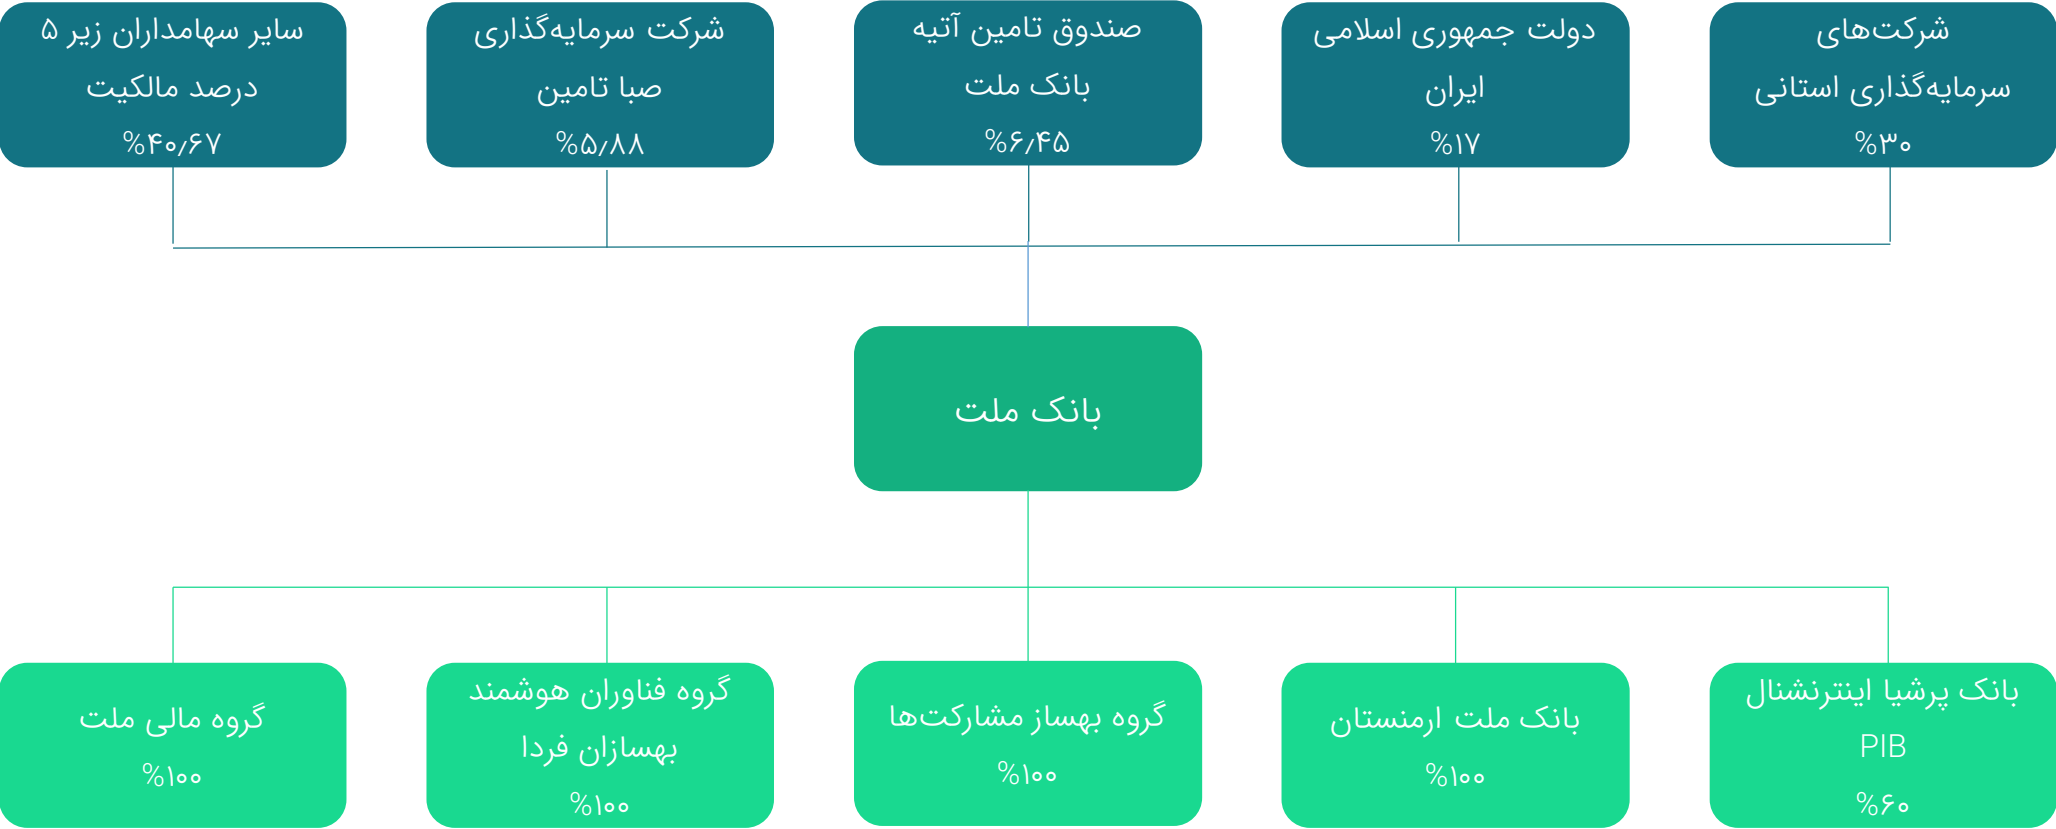 شرکت‌های
سرمایه‌گذاری استانی
%۳۰
دولت جمهوری اسلامی
ایران
%۱۷
صندوق تامین آتیه
بانک ملت
%۶٫۴۵
شرکت سرمایه‌گذاری
صبا تامین
%۵٫۸۸
سایر سهامداران زیر ۵
درصد مالکیت
%۴۰٫۶۷
بانک ملت
بانک پرشیا اینترنشنال
PIB
%۶۰
بانک ملت ارمنستان
%۱۰۰
گروه بهساز مشارکت‌ها
%۱۰۰
گروه فناوران هوشمند
بهسازان فردا
%۱۰۰
گروه مالی ملت
%۱۰۰